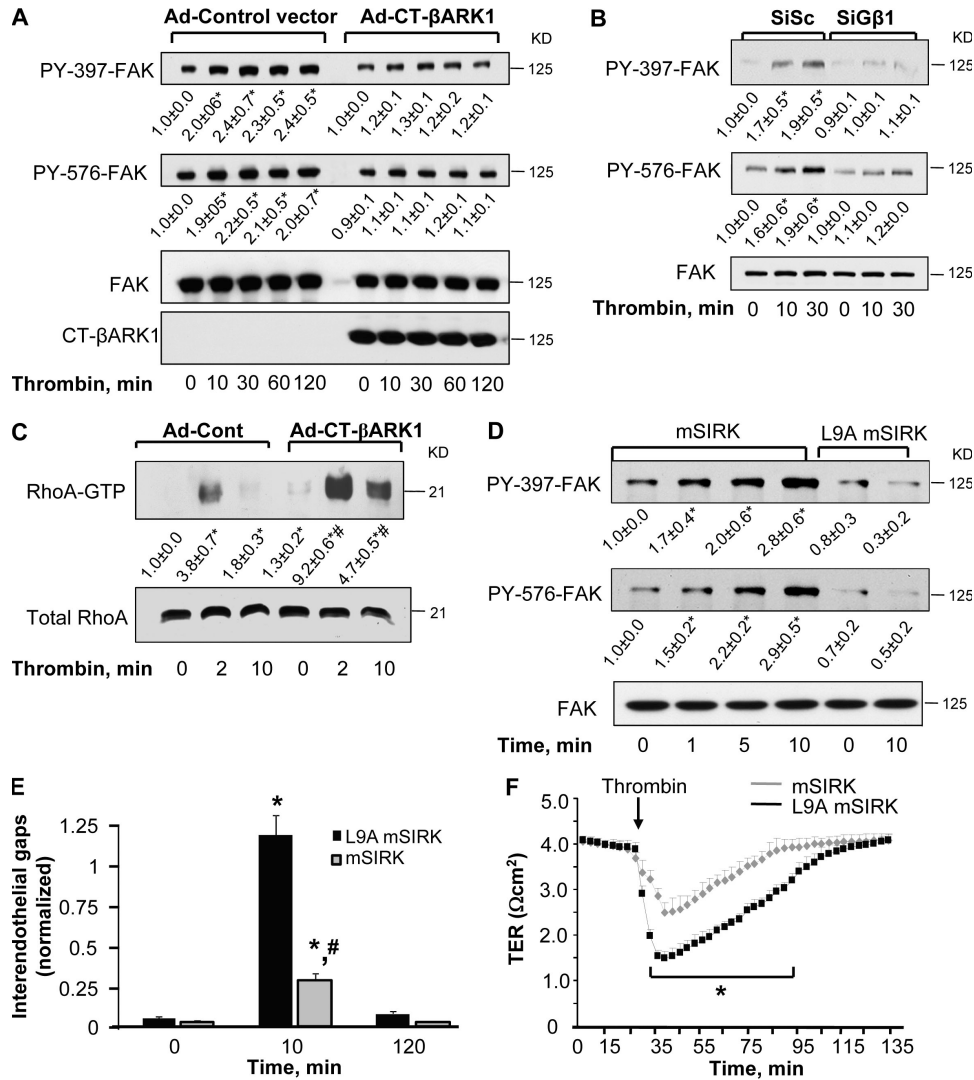 A
Ad-Control vector Ad-CT-βARK1
KD
PY-397-FAK 125
1.0±0.0 2.0±06* 2.4±0.7* 2.3±0.5* 2.4±0.5* 1.0±0.0 1.2±0.1 1.3±0.1 1.2±0.2 1.2±0.1
PY-576-FAK 125
1.0±0.0 1.9±05* 2.2±0.5* 2.1±0.5* 2.0±0.7* 0.9±0.1 1.1±0.1 1.1±0.1 1.2±0.1 1.1±0.1
FAK 125
CT-βARK1 125
Thrombin, min 0 10 30 60 120 0 10 30 60 120
B
SiSc SiGβ1
KD
PY-397-FAK 125
1.0±0.0 1.7±0.5* 1.9±0.5* 0.9±0.1 1.0±0.1 1.1±0.1
PY-576-FAK 125
1.0±0.0 1.6±0.6* 1.9±0.6* 1.0±0.0 1.1±0.0 1.2±0.0
FAK 125
Thrombin, min 0 10 30 0 10 30
C
Ad-Cont Ad-CT-βARK1
KD
RhoA-GTP 21
1.0±0.0 3.8±0.7* 1.8±0.3* 1.3±0.2* 9.2±0.6*# 4.7±0.5*#
Total RhoA 21
Thrombin, min 0 2 10 0 2 10
D
mSIRK L9A mSIRK
KD
PY-397-FAK 125
1.0±0.0 1.7±0.4* 2.0±0.6* 2.8±0.6* 0.8±0.3 0.3±0.2
PY-576-FAK 125
1.0±0.0 1.5±0.2* 2.2±0.2* 2.9±0.5* 0.7±0.2 0.5±0.2
FAK 125
Time, min 0 1 5 10 0 10
E
Interendothelial gaps
(normalized)
1.25
1
0.75
0.5
0.25
0
*
*,#
L9A mSIRK
mSIRK
0 10 120
Time, min
F
Thrombin
mSIRK
L9A mSIRK
TER (Ωcm²)
5.0
4.0
3.0
2.0
1.0
0
*
0 15 35 55 75 95 115 135
Time, min